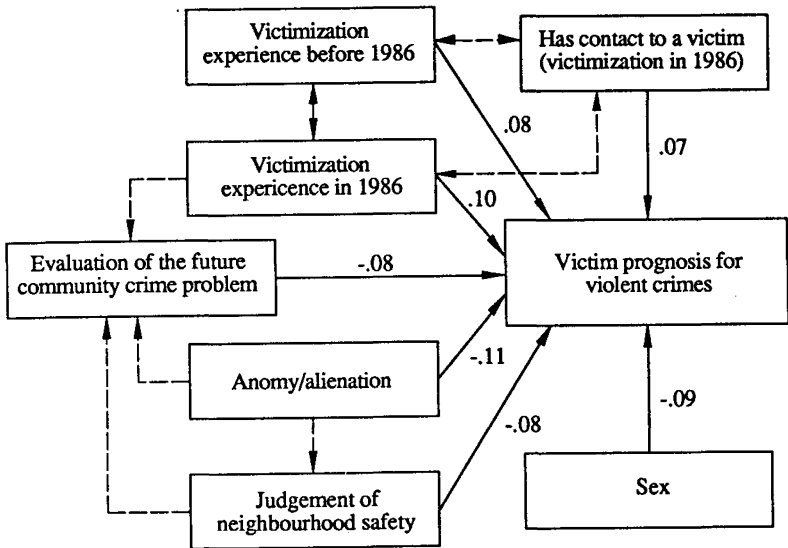 Victimization
experience before 1986
Has contact to a victim
(victimization in 1986)
.08
.07
Victimization
expericence in 1986
.10
Evaluation of the future
community crime problem
-.08
Victim prognosis for
violent crimes
Anomy/alienation
-.11
-.08
-.09
Judgement of
neighbourhood safety
Sex